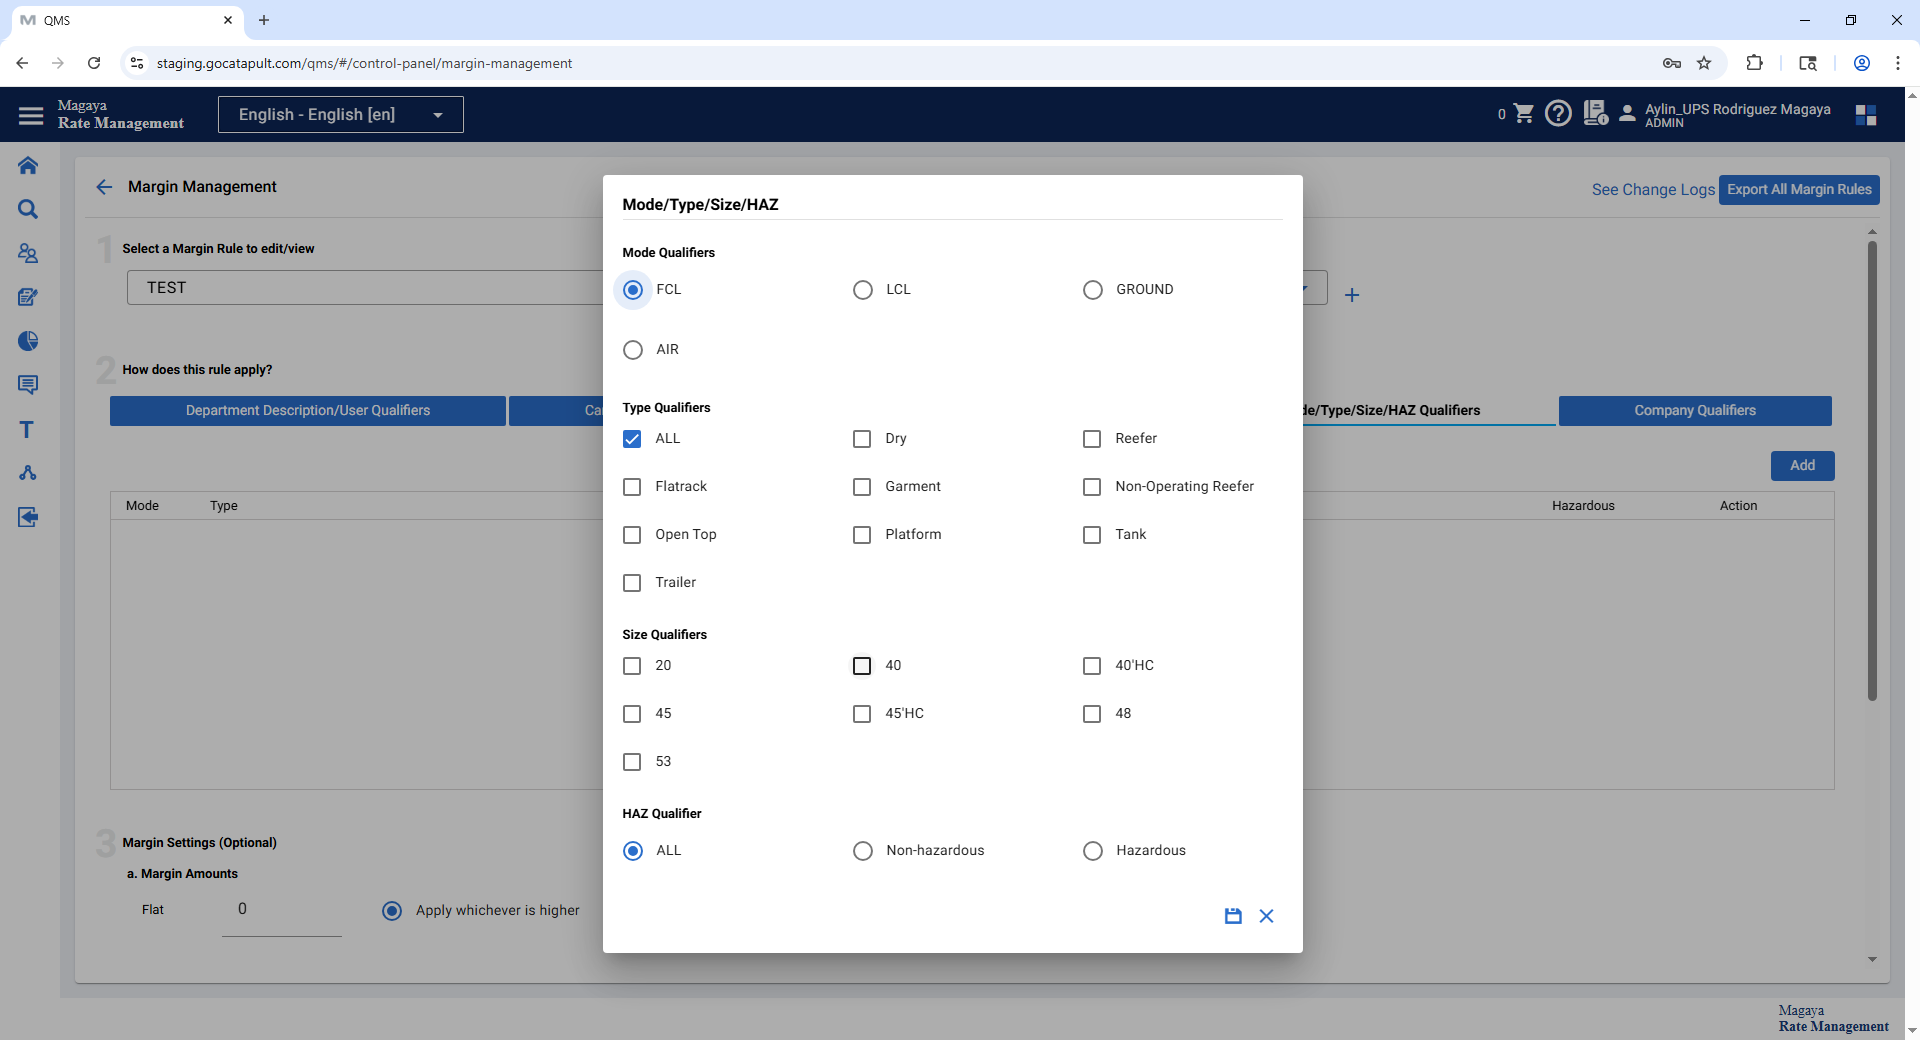 QMS
staging.gocatapult.com/qms/#/control-panel/margin-management
Magaya
Rate Management
English - English [en]
0
Aylin_UPS Rodriguez Magaya
ADMIN
Margin Management
See Change Logs
Export All Margin Rules
1
Select a Margin Rule to edit/view
TEST
2
How does this rule apply?
Department Description/User Qualifiers
Ca
de/Type/Size/HAZ Qualifiers
Company Qualifiers
Add
Mode
Type
Hazardous
Action
3
Margin Settings (Optional)
a. Margin Amounts
Flat
0
Apply whichever is higher
Mode/Type/Size/HAZ
Mode Qualifiers
FCL
LCL
GROUND
AIR
Type Qualifiers
ALL
Dry
Reefer
Flatrack
Garment
Non-Operating Reefer
Open Top
Platform
Tank
Trailer
Size Qualifiers
20
40
40'HC
45
45'HC
48
53
HAZ Qualifier
ALL
Non-hazardous
Hazardous
Magaya
Rate Management